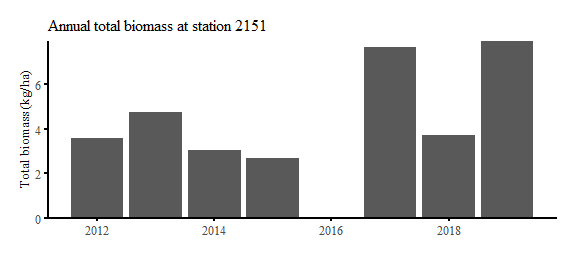 Annual total biomass at station 2151
Total biomass (kg/ha)
6
4
2
0
2012 2014 2016 2018